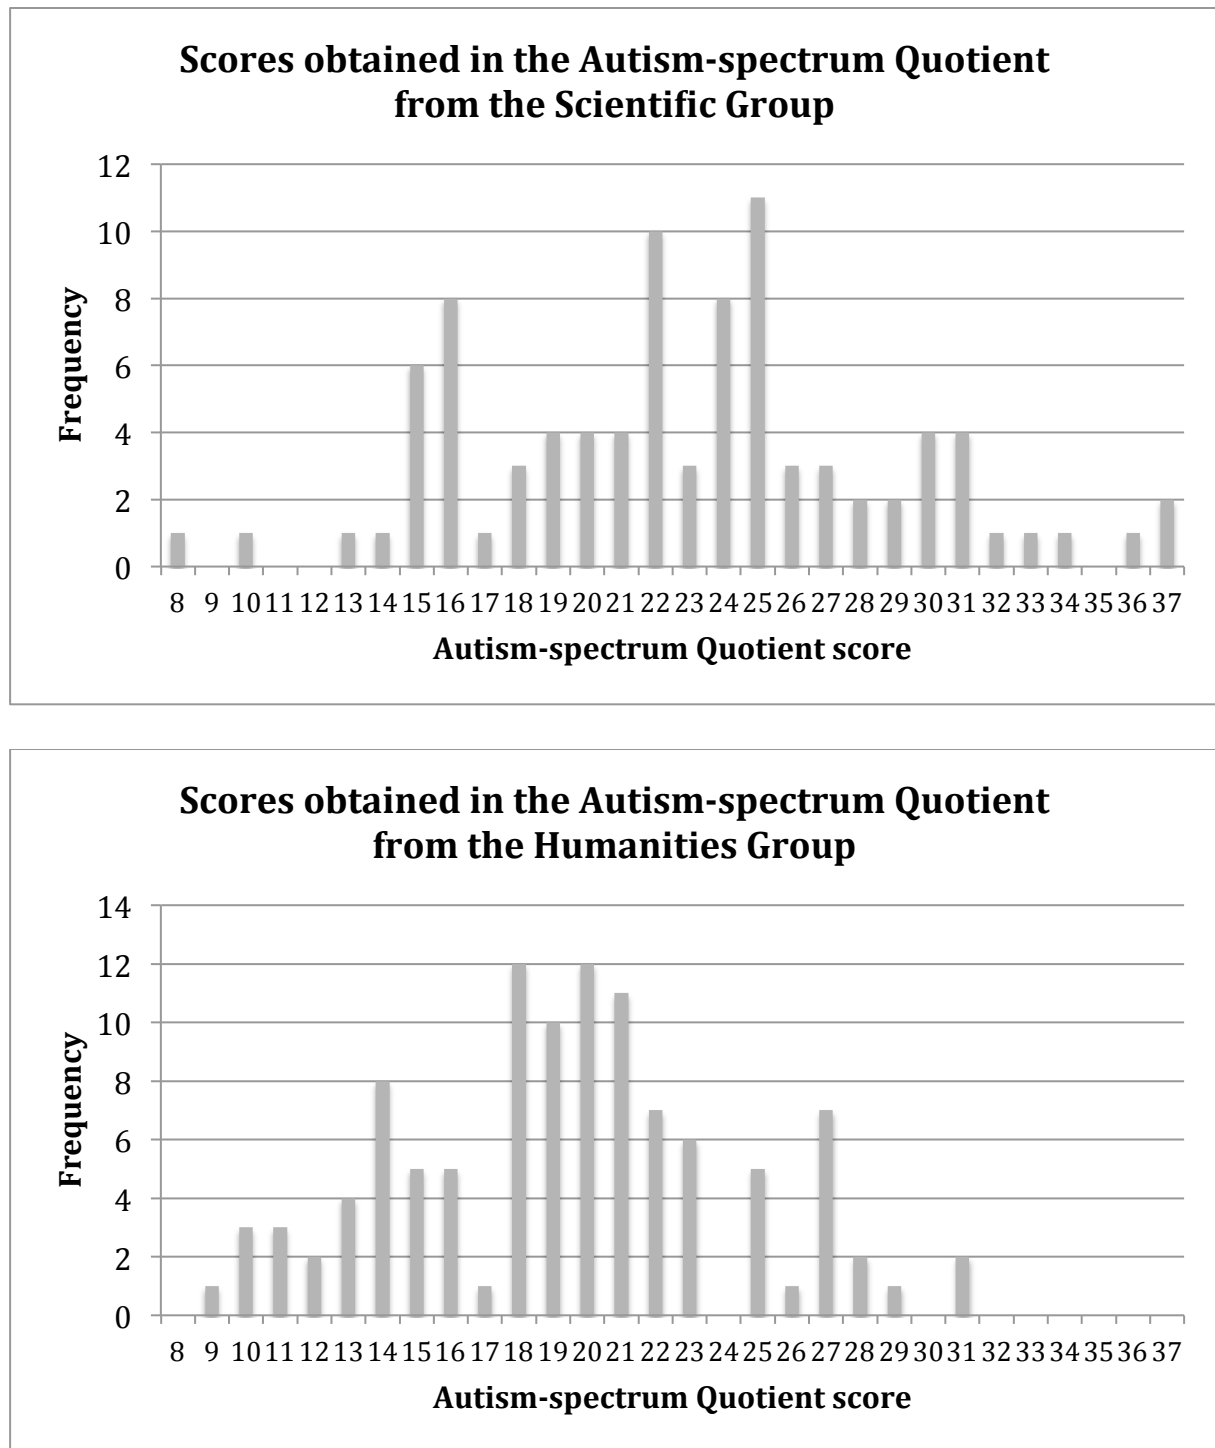 Scores obtained in the Autism-spectrum Quotient
from the Scientific Group
12
10
8
6
4
2
0
Frequency
8 9 10 11 12 13 14 15 16 17 18 19 20 21 22 23 24 25 26 27 28 29 30 31 32 33 34 35 36 37
Autism-spectrum Quotient score
Scores obtained in the Autism-spectrum Quotient
from the Humanities Group
14
12
10
8
6
4
2
0
Frequency
8 9 10 11 12 13 14 15 16 17 18 19 20 21 22 23 24 25 26 27 28 29 30 31 32 33 34 35 36 37
Autism-spectrum Quotient score